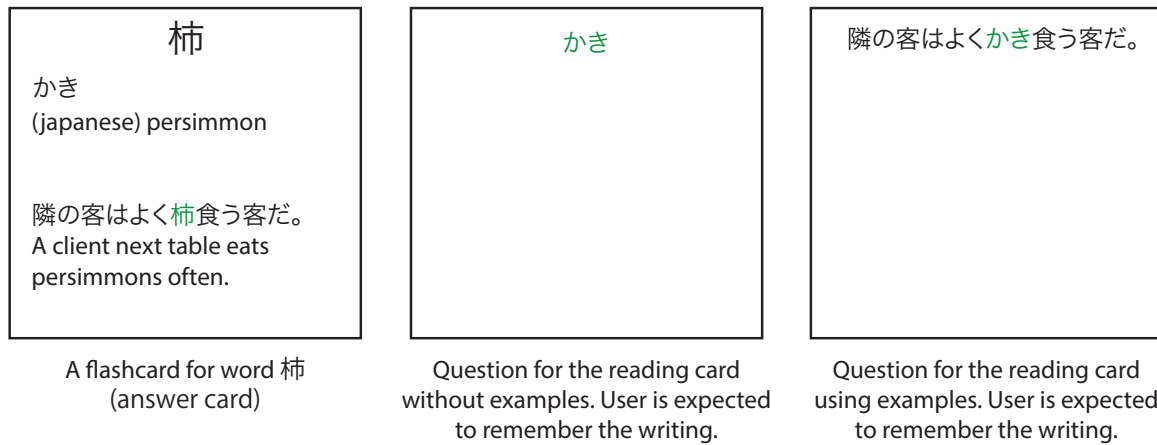 柿
かき
(japanese) persimmon
隣の客はよく柿食う客だ。
A client next table eats
persimmons often.
A flashcard for word 柿
(answer card)
かき
Question for the reading card
without examples. User is expected
to remember the writing.
隣の客はよくかき食う客だ。
Question for the reading card
using examples. User is expected
to remember the writing.